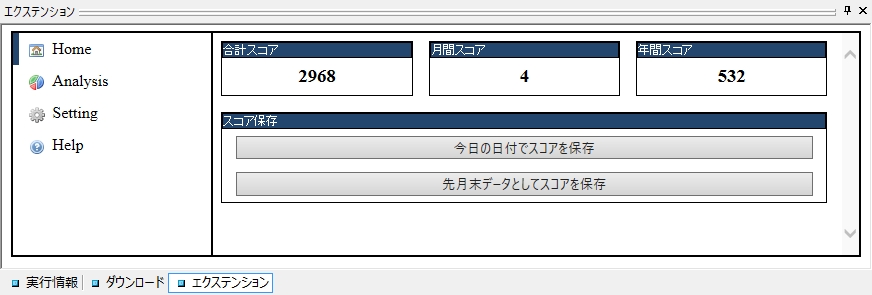 エクステンション
Home
Analysis
Setting
Help
合計スコア
2968
月間スコア
4
年間スコア
532
スコア保存
今日の日付でスコアを保存
先月末データとしてスコアを保存
実行情報 ダウンロード エクステンション